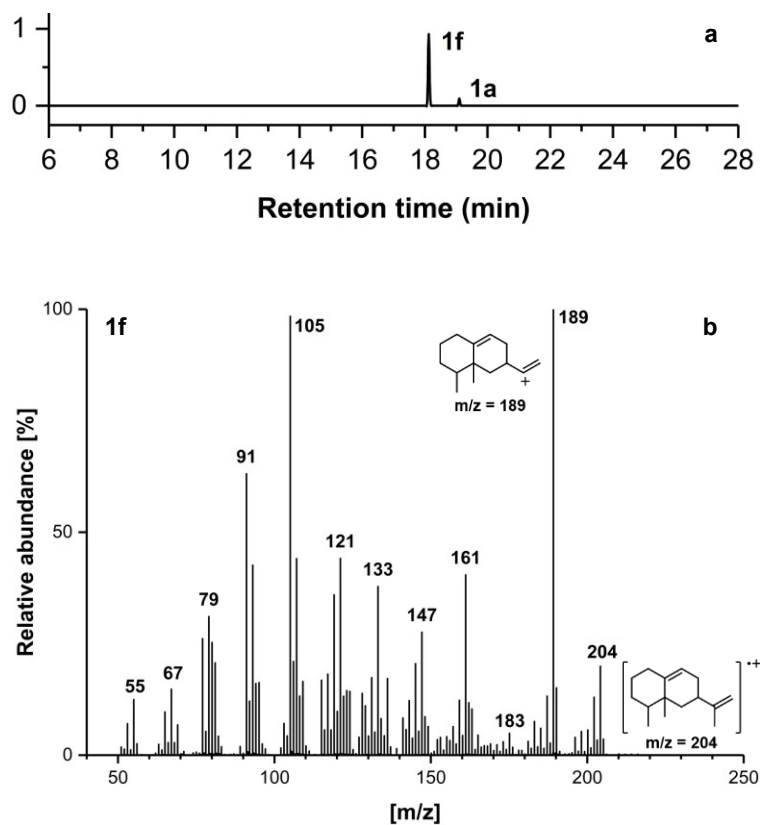 1
0
1f
1a
a
6 8 10 12 14 16 18 20 22 24 26 28
Retention time (min)
100
50
0
Relative abundance [%]
1f
b
105
189
91
79
67
55
121
133
147
161
183
204
+
m/z = 189
•+
m/z = 204
50 100 150 200 250
[m/z]